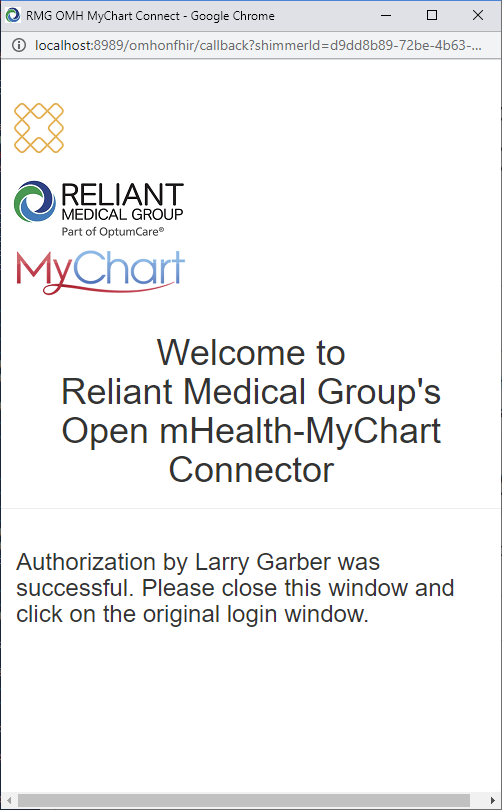 RMG OMH MyChart Connect - Google Chrome
localhost:8989/omhonfhir/callback?shimmerId=d9dd8b89-72be-4b63-...
RELIANT
MEDICAL GROUP
Part of OptumCare®
MyChart
Welcome to
Reliant Medical Group's
Open mHealth-MyChart
Connector
Authorization by Larry Garber was
successful. Please close this window and
click on the original login window.